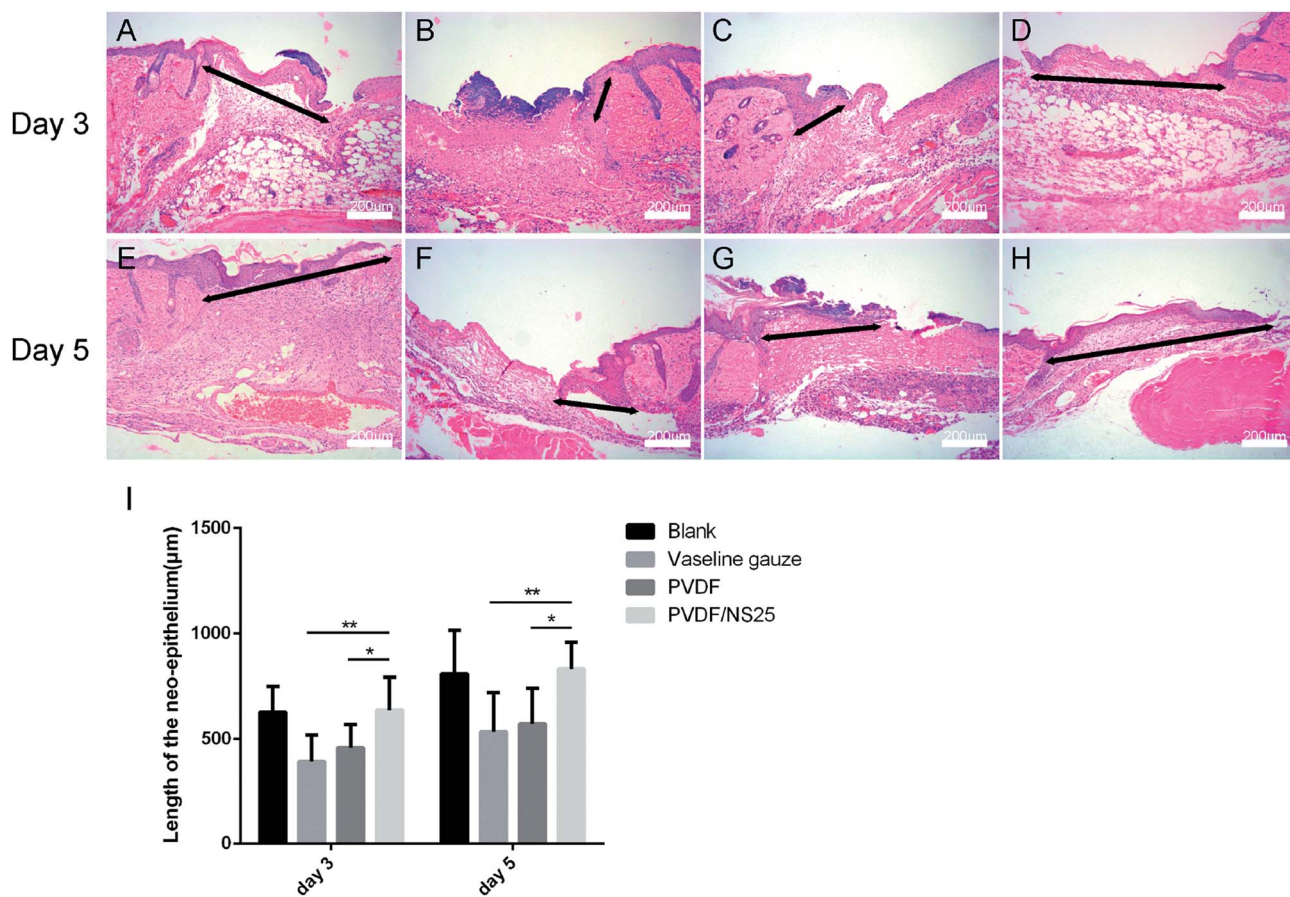 A B C D
Day 3
200µm 200µm 200µm 200µm
E F G H
Day 5
200µm 200µm 200µm 200µm
I
Length of the neo-epithelium(µm)
1500
1000
500
0
** *
** *
day 3 day 5
Blank
Vaseline gauze
PVDF
PVDF/NS25